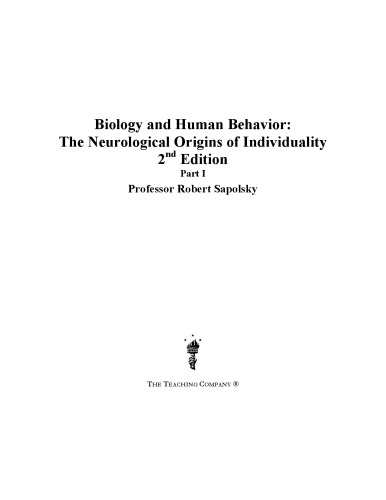 Biology and Human Behavior:
The Neurological Origins of Individuality
2nd Edition
Part I
Professor Robert Sapolsky
THE TEACHING COMPANY ®